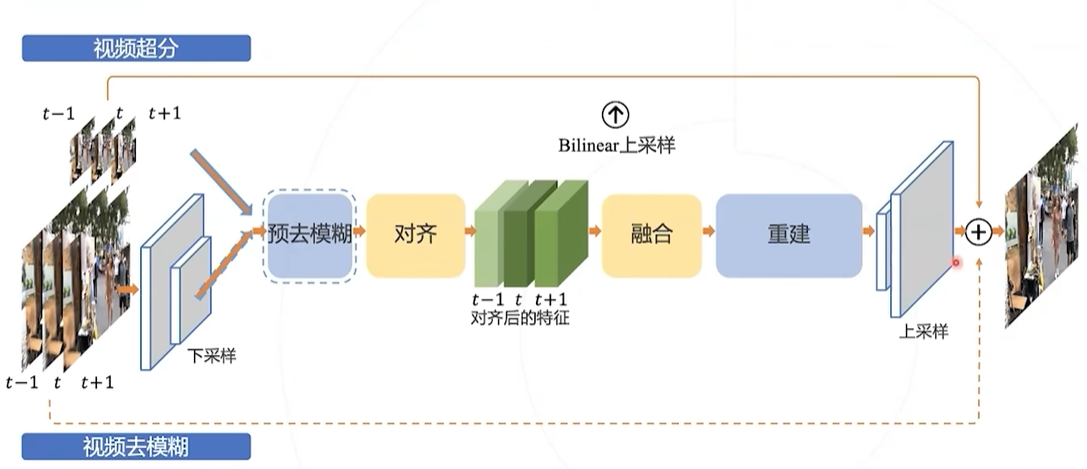 视频超分
t−1 t t+1
Bilinear上采样
预去模糊
对齐
融合
重建
t−1 t t+1
对齐后的特征
上采样
下采样
t−1 t t+1
视频去模糊